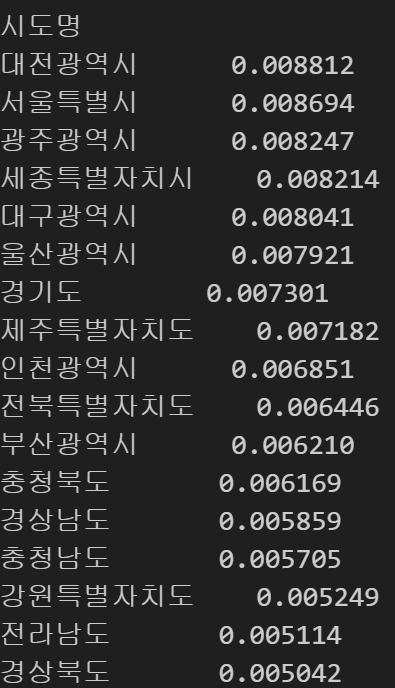 시도명
대전광역시 0.008812
서울특별시 0.008694
광주광역시 0.008247
세종특별자치시 0.008214
대구광역시 0.008041
울산광역시 0.007921
경기도 0.007301
제주특별자치도 0.007182
인천광역시 0.006851
전북특별자치도 0.006446
부산광역시 0.006210
충청북도 0.006169
경상남도 0.005859
충청남도 0.005705
강원특별자치도 0.005249
전라남도 0.005114
경상북도 0.005042